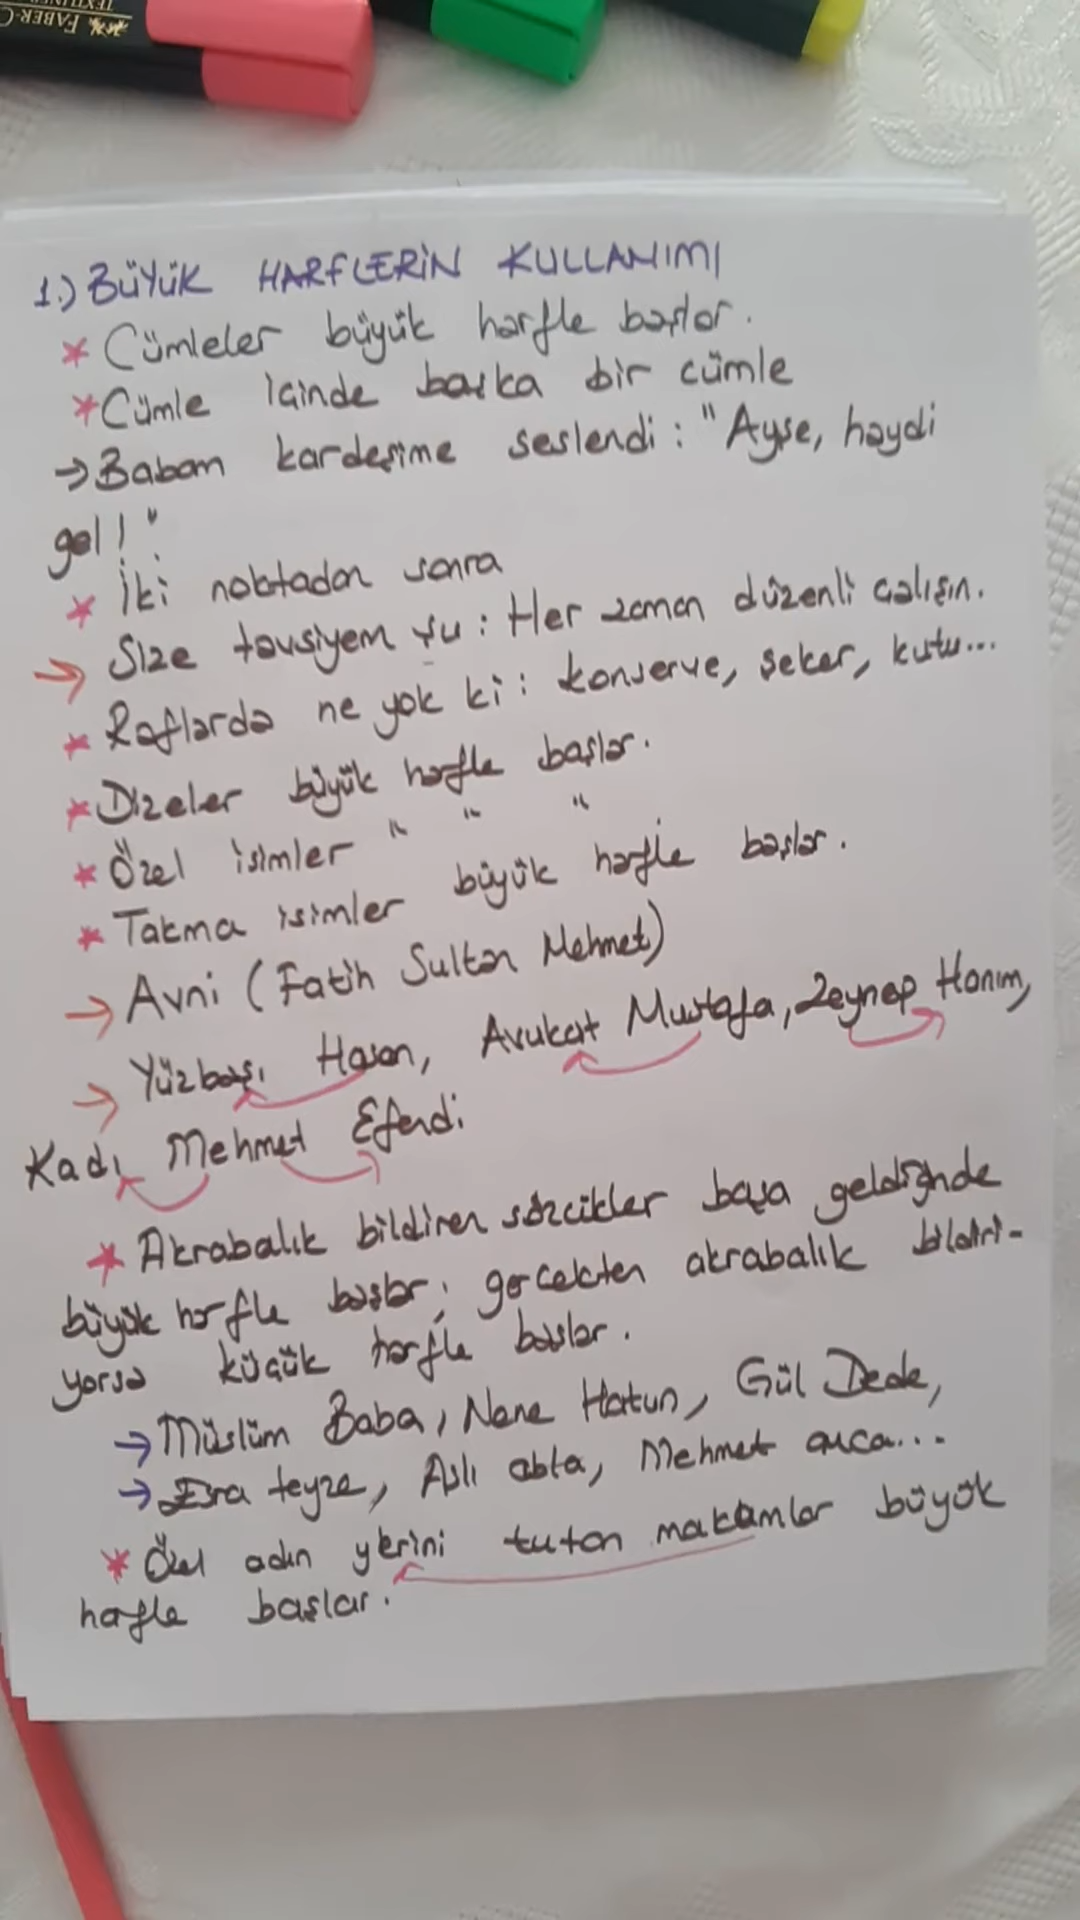 FABER-C
TEXTLINER
1.) BÜYÜK HARFLERİN KULLANIMI
* Cümleler büyük harfle başlar.
* Cümle içinde başka bir cümle
→ Babam kardeşime seslendi : "Ayşe, haydi
gel ! "
* İki noktadan sonra
→ Size tavsiyem şu : Her zaman düzenli çalışın.
* Raflarda ne yok ki : konserve, şeker, kutu...
* Dizeler büyük harfle başlar.
* Özel isimler " " "
* Takma isimler büyük harfle başlar.
→ Avni ( Fatih Sultan Mehmet)
→ Yüzbaşı Hasan, Avukat Mustafa, Zeynep Hanım,
Kadı Mehmet Efendi
* Akrabalık bildiren sözcükler başa geldiğinde
büyük harfle başlar; gerçekten akrabalık bildiri-
yorsa küçük harfle başlar.
→ Müslüm Baba, Nene Hatun, Gül Dede,
→ Esra teyze, Aslı abla, Mehmet amca...
* Özel adın yerini tutan makamlar büyük
harfle başlar.